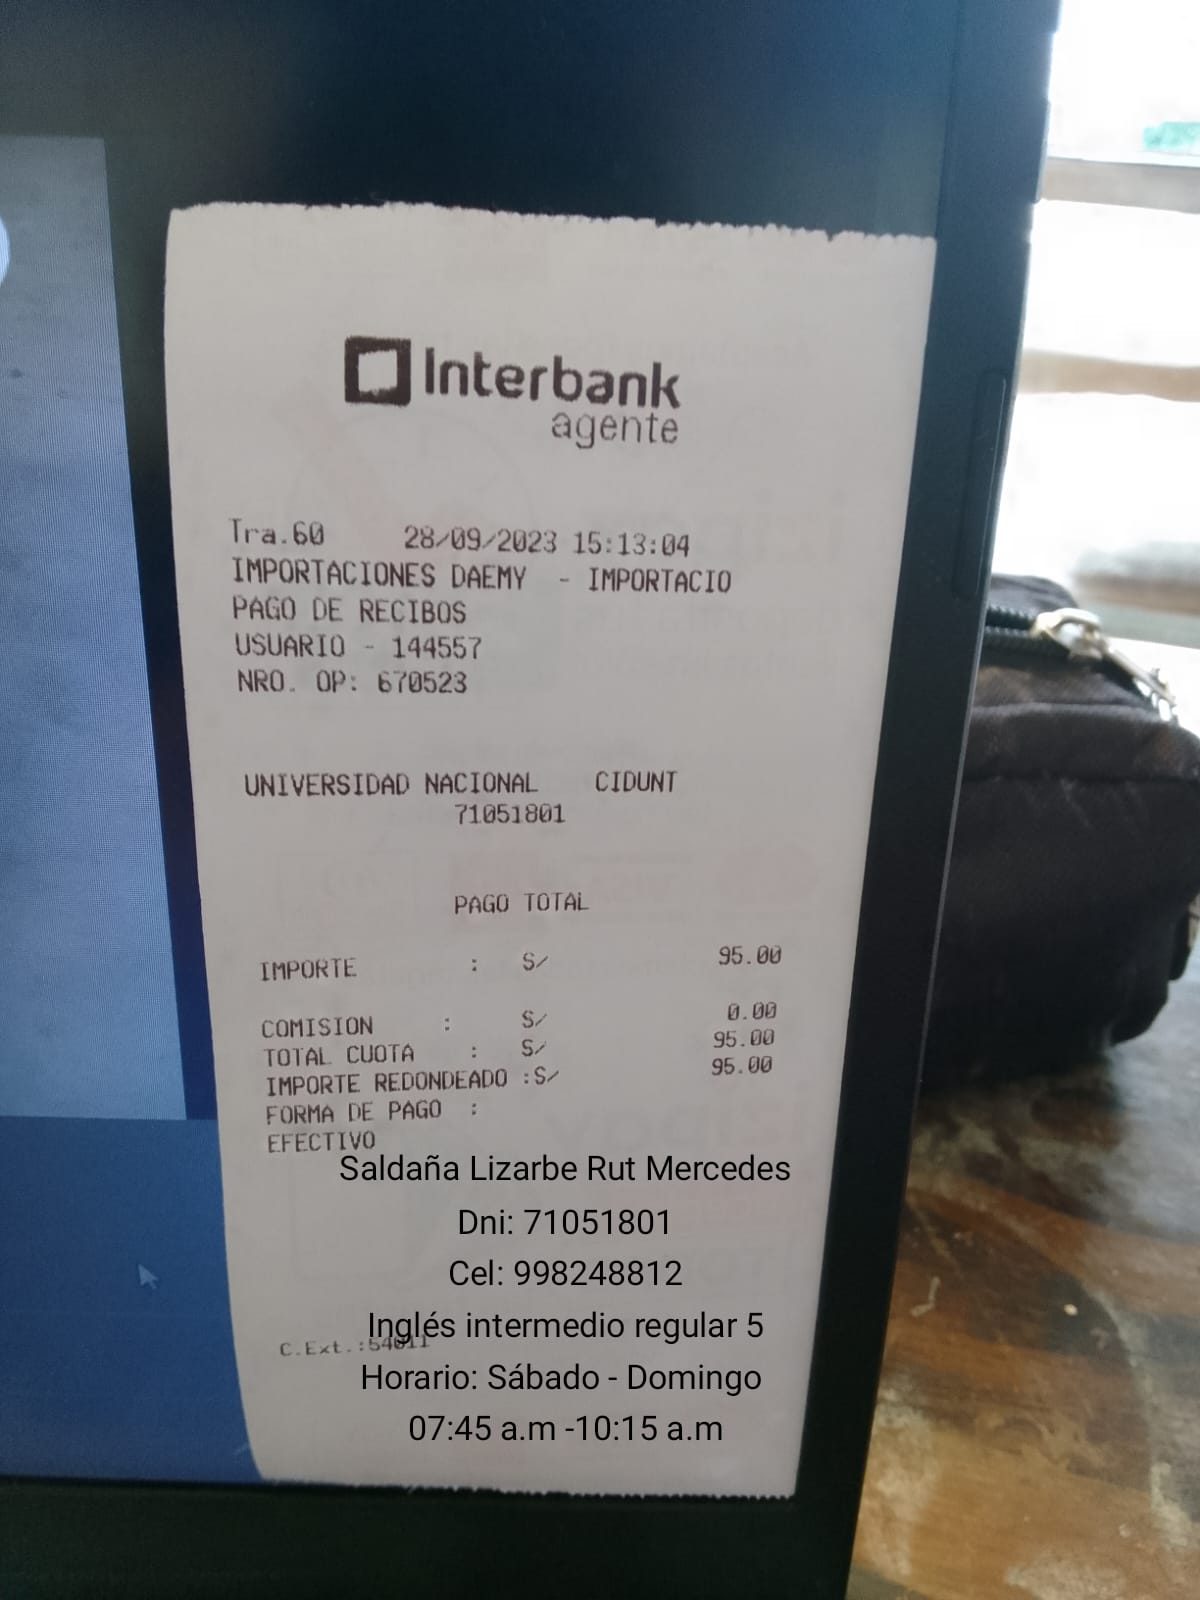 Interbank
agente
Tra.60 28/09/2023 15:13:04
IMPORTACIONES DAEMY - IMPORTACIO
PAGO DE RECIBOS
USUARIO - 144557
NRO. OP: 670523
UNIVERSIDAD NACIONAL CIDUNT
71051801
PAGO TOTAL
IMPORTE : S/ 95.00
COMISION : S/ 0.00
TOTAL CUOTA : S/ 95.00
IMPORTE REDONDEADO :S/ 95.00
FORMA DE PAGO :
EFECTIVO
Saldaña Lizarbe Rut Mercedes
Dni: 71051801
Cel: 998248812
Inglés intermedio regular 5
C.Ext.:54011
Horario: Sábado - Domingo
07:45 a.m -10:15 a.m